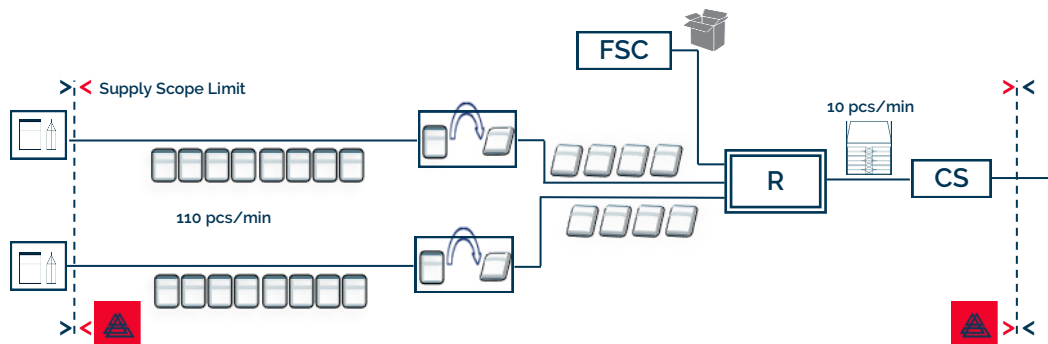 FSC
Supply Scope Limit
10 pcs/min
R
CS
110 pcs/min